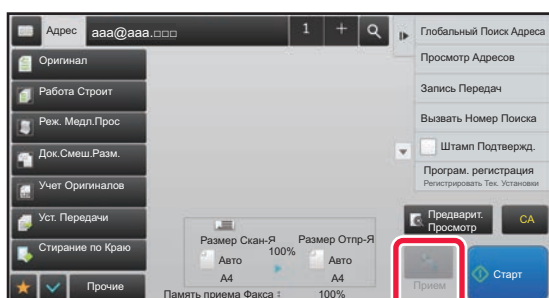 Адрес
aaa@aaa.□□□
1
Глобальный Поиск Адреса
Просмотр Адресов
Запись Передач
Вызвать Номер Поиска
Штамп Подтвержд.
Програм. регистрация
Регистрировать Тек. Установки
Оригинал
Работа Строит
Реж. Медл.Прос
Док.Смеш.Разм.
Учет Оригиналов
Уст. Передачи
Стирание по Краю
Прочие
Размер Скан-Я
100%
Размер Отпр-Я
Авто
A4
Авто
A4
Память приема Факса : 100%
Предварит.
Просмотр
CA
Прием
Старт